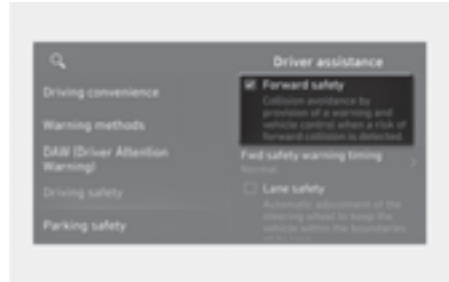 Driver assistance
Driving convenience
Warning methods
DAW (Driver Attention
Warning)
Driving safety
Parking safety
Forward safety
Collision avoidance by
provision of a warning and
vehicle control when a risk of
forward collision is detected.
Fwd safety warning timing
Normal
Lane safety
Automatic adjustment of the
steering wheel to keep the
vehicle within the boundaries